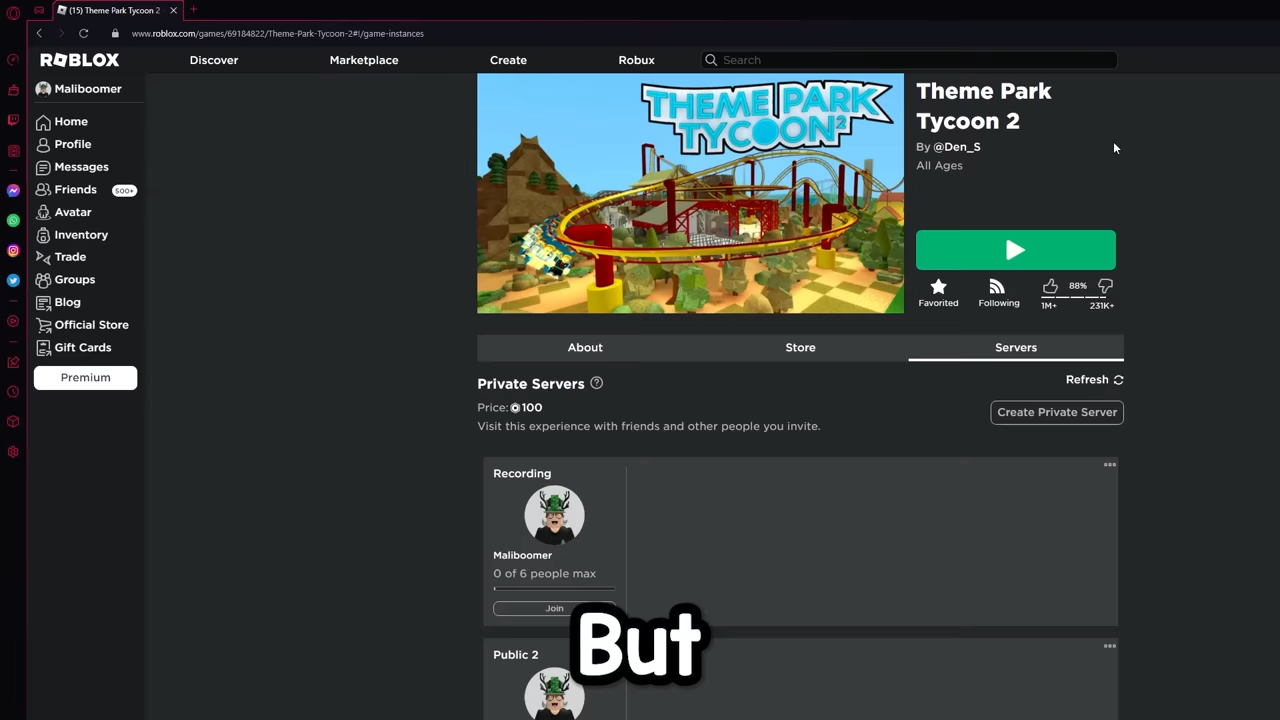 (15) Theme Park Tycoon 2 -
www.roblox.com/games/69184822/Theme-Park-Tycoon-2#!/game-instances
ROBLOX
Discover
Marketplace
Create
Robux
Search
Maliboomer
Home
Profile
Messages
Friends 500+
Avatar
Inventory
Trade
Groups
Blog
Official Store
Gift Cards
Premium
THEME PARK
TYCOON 2
Theme Park
Tycoon 2
By @Den_S
All Ages
Favorited
Following
88%
1M+
231K+
About
Store
Servers
Private Servers
Refresh
Price: 100
Create Private Server
Visit this experience with friends and other people you invite.
Recording
Maliboomer
0 of 6 people max
Join
But
Public 2